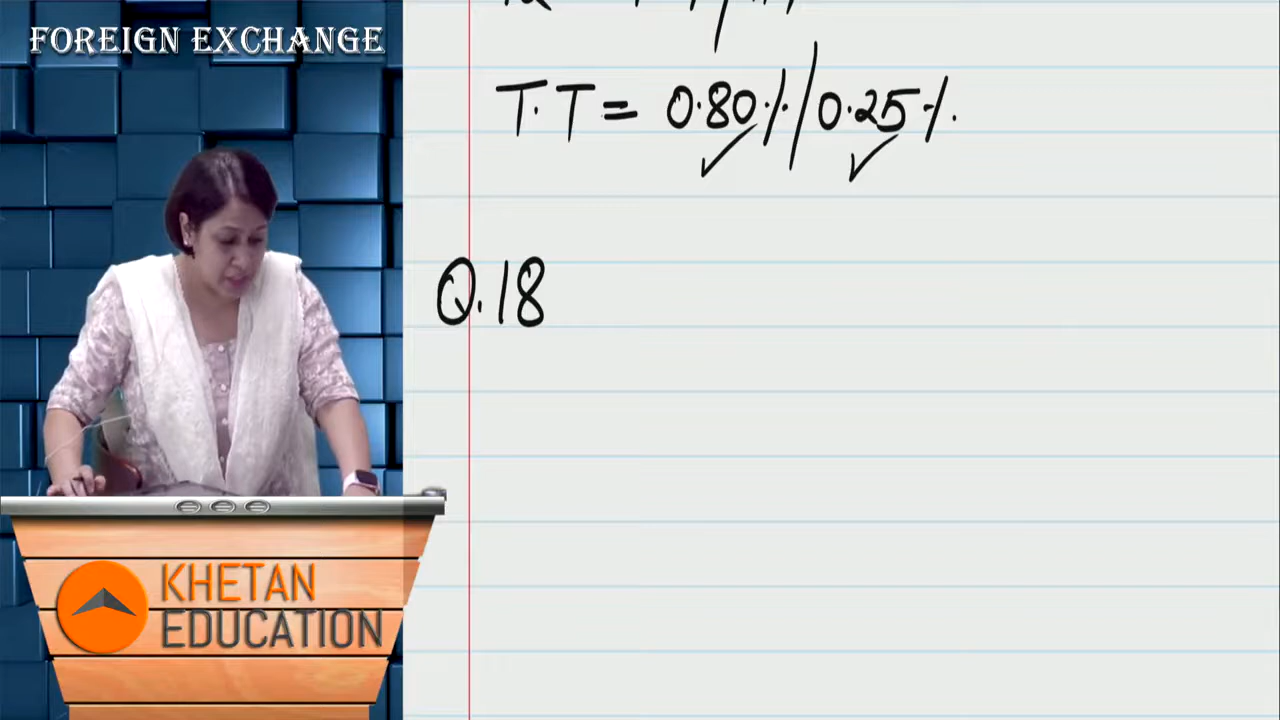 FOREIGN EXCHANGE
T.T = 0.80% / 0.25%.
Q.18
KHETAN
EDUCATION